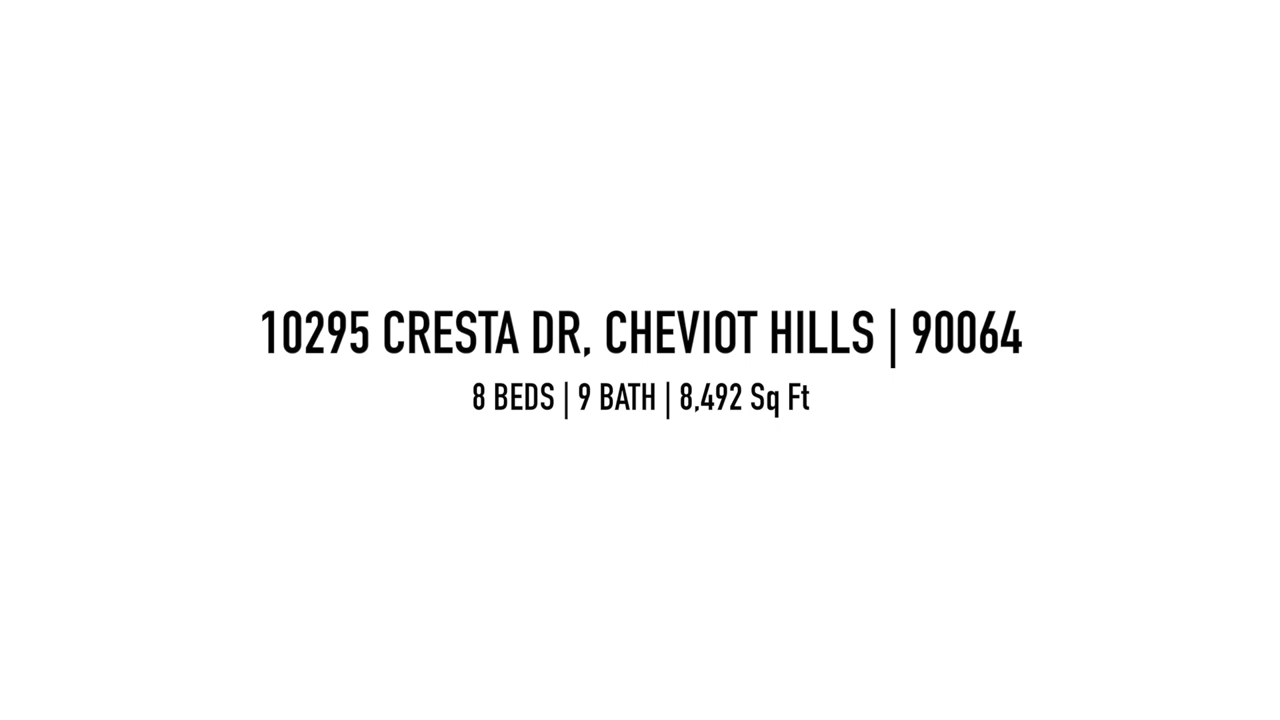 10295 CRESTA DR, CHEVIOT HILLS | 90064
8 BEDS | 9 BATH | 8,492 Sq Ft